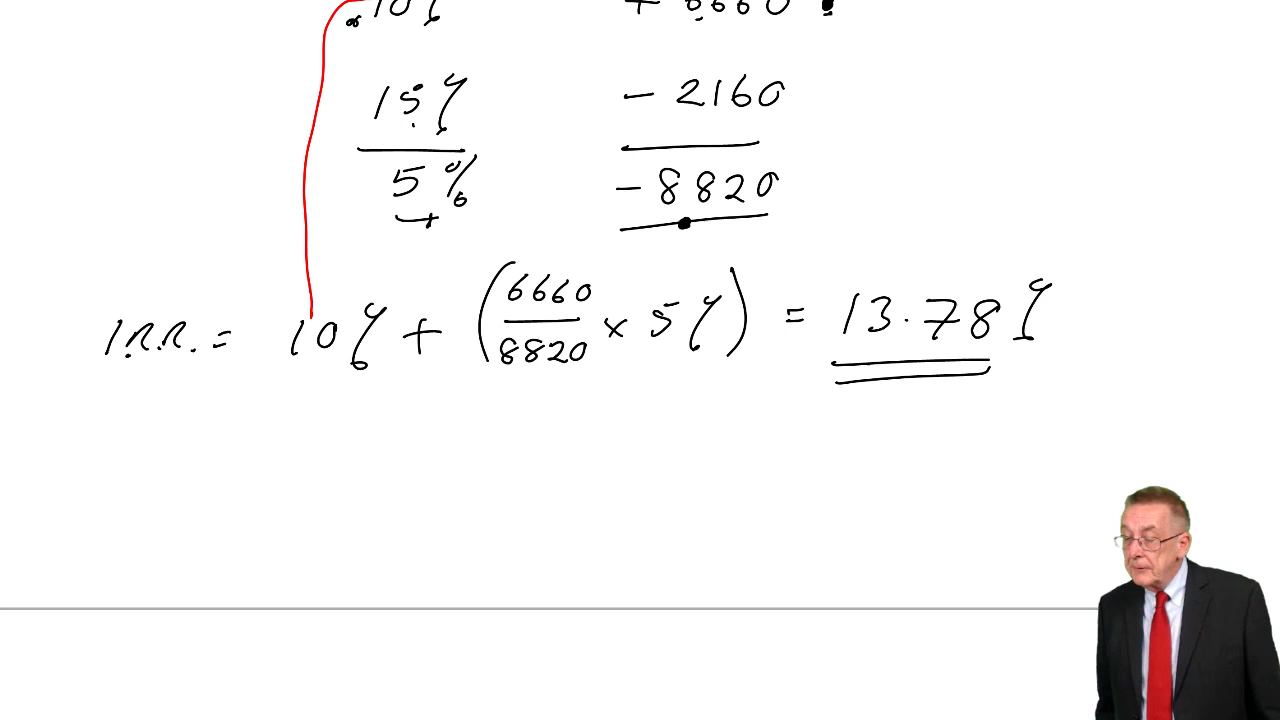 10% + 6660
15% - 2160
5% - 8820
I.R.R. = 10% + (6660/8820 × 5%) = 13.78%